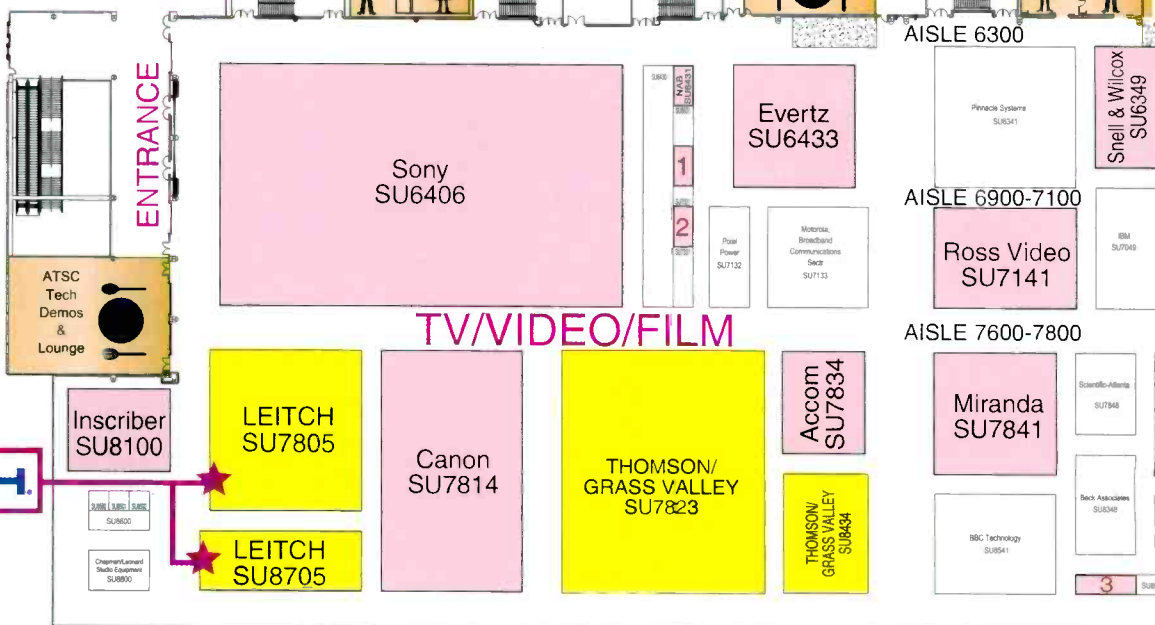 AISLE 6300
ENTRANCE
Sony
SU6406
NAB
SU6431
1
2
Evertz
SU6433
Pinnacle Systems
SU6341
Snell & Wilcox
SU6349
AISLE 6900-7100
Pixel
Power
SU7132
Motorola,
Broadband
Communications
Sectr
SU7133
Ross Video
SU7141
IBM
SU7049
ATSC
Tech
Demos
&
Lounge
TV/VIDEO/FILM
AISLE 7600-7800
Inscriber
SU8100
LEITCH
SU7805
Canon
SU7814
THOMSON/
GRASS VALLEY
SU7823
Accom
SU7834
Miranda
SU7841
Scientific-Atlanta
SU7848
THOMSON/
GRASS VALLEY
SU8434
Beck Associates
SU8348
BBC Technology
SU8541
SU8600
Chapman/Leonard
Studio Equipment
SU8800
LEITCH
SU8705
3